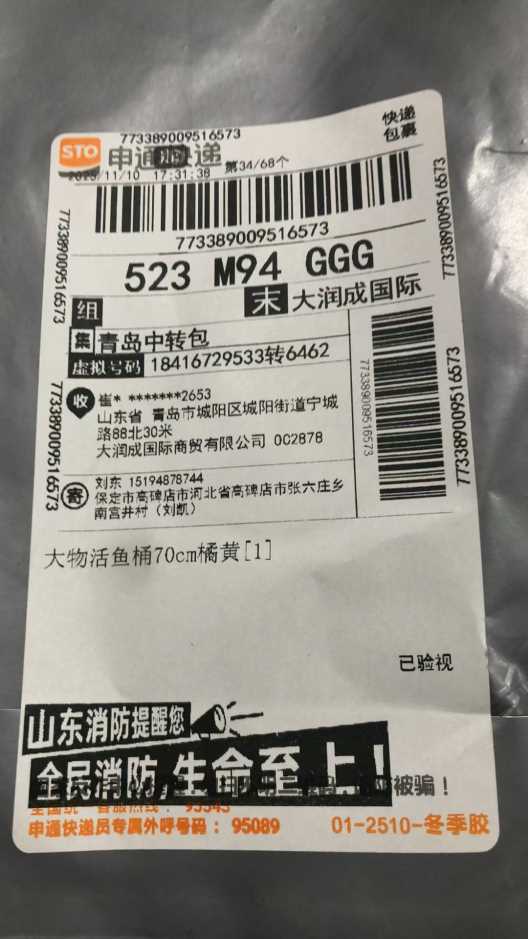 快递
包裹
773389009516573
STO 申通快递
2025/11/10 17:31:38 第34/68个
773389009516573
773389009516573
773389009516573
523 M94 GGG
组
末 大润成国际
集 青岛中转包
虚拟号码 18416729533转6462
773389009516573
773389009516573
773389009516573
收 崔* *******2653
山东省 青岛市城阳区城阳街道宁城
路88北30米
大润成国际商贸有限公司 0C2878
寄 刘东 15194878744
保定市高碑店市河北省高碑店市张六庄乡
南宫井村（刘凯）
大物活鱼桶70cm橘黄[1]
已验视
山东消防提醒您
全民消防 生命至上！
被骗！
95543
申通快递员专属外呼号码：95089
01-2510-冬季胶